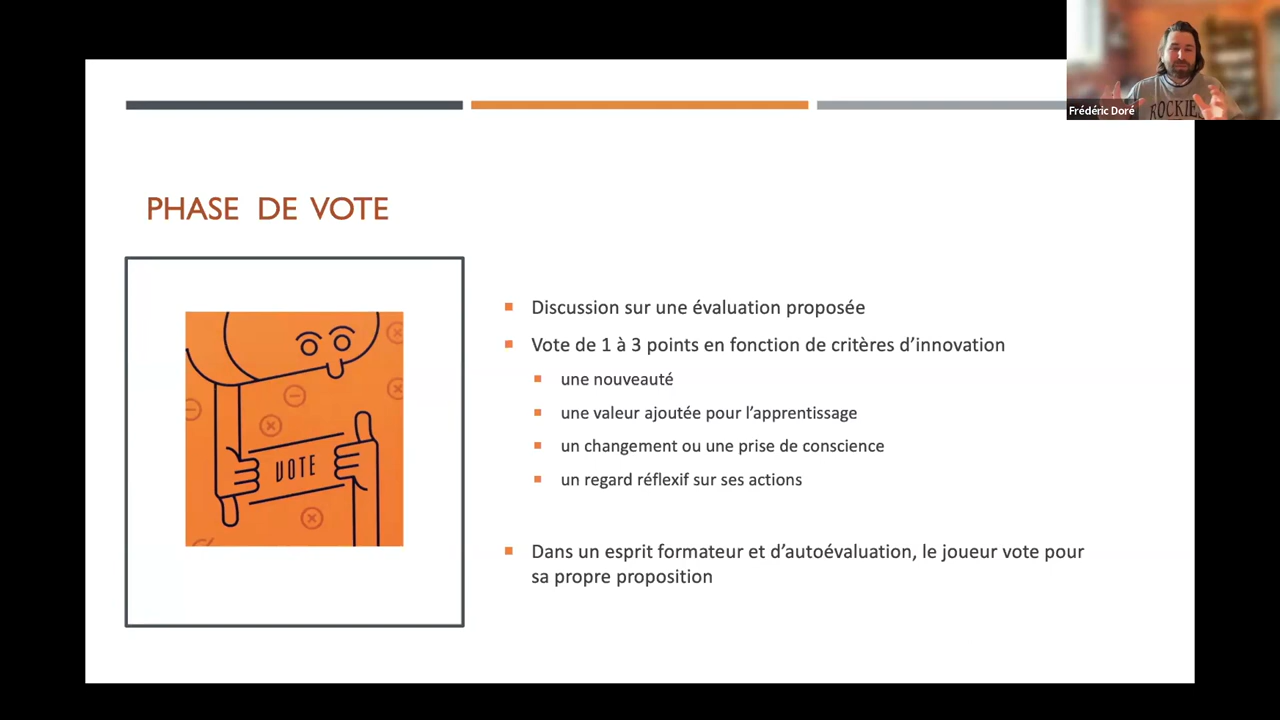 Frédéric Doré
ROCKIES
PHASE DE VOTE
VOTE
Discussion sur une évaluation proposée
Vote de 1 à 3 points en fonction de critères d’innovation
une nouveauté
une valeur ajoutée pour l’apprentissage
un changement ou une prise de conscience
un regard réflexif sur ses actions
Dans un esprit formateur et d’autoévaluation, le joueur vote pour
sa propre proposition